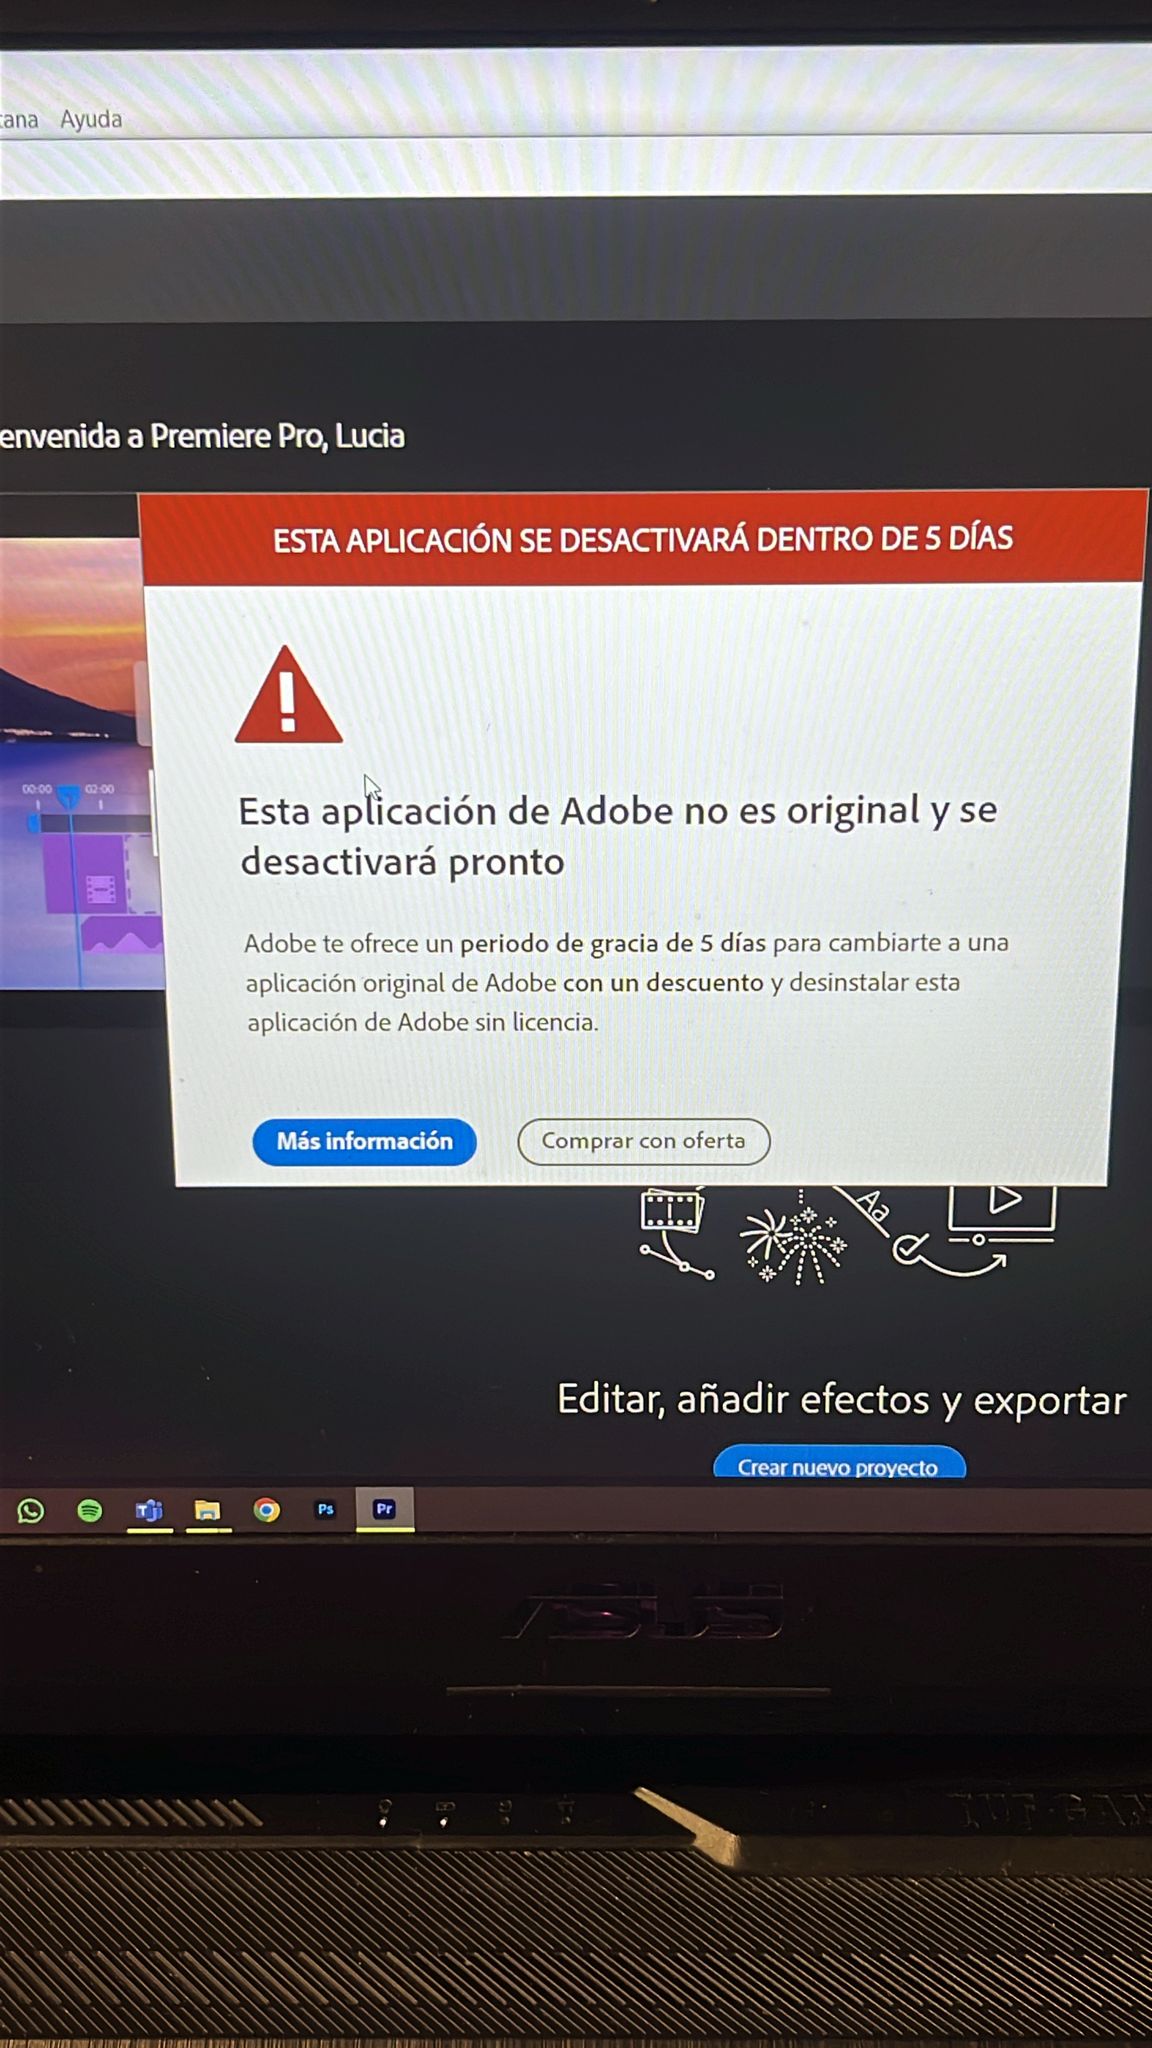 Ayuda
envenida a Premiere Pro, Lucia
ESTA APLICACIÓN SE DESACTIVARÁ DENTRO DE 5 DÍAS
00:00 02:00
Esta aplicación de Adobe no es original y se
desactivará pronto
Adobe te ofrece un periodo de gracia de 5 días para cambiarte a una
aplicación original de Adobe con un descuento y desinstalar esta
aplicación de Adobe sin licencia.
Más información Comprar con oferta
Aa
Editar, añadir efectos y exportar
Crear nuevo proyecto
Ps Pr
ASUS